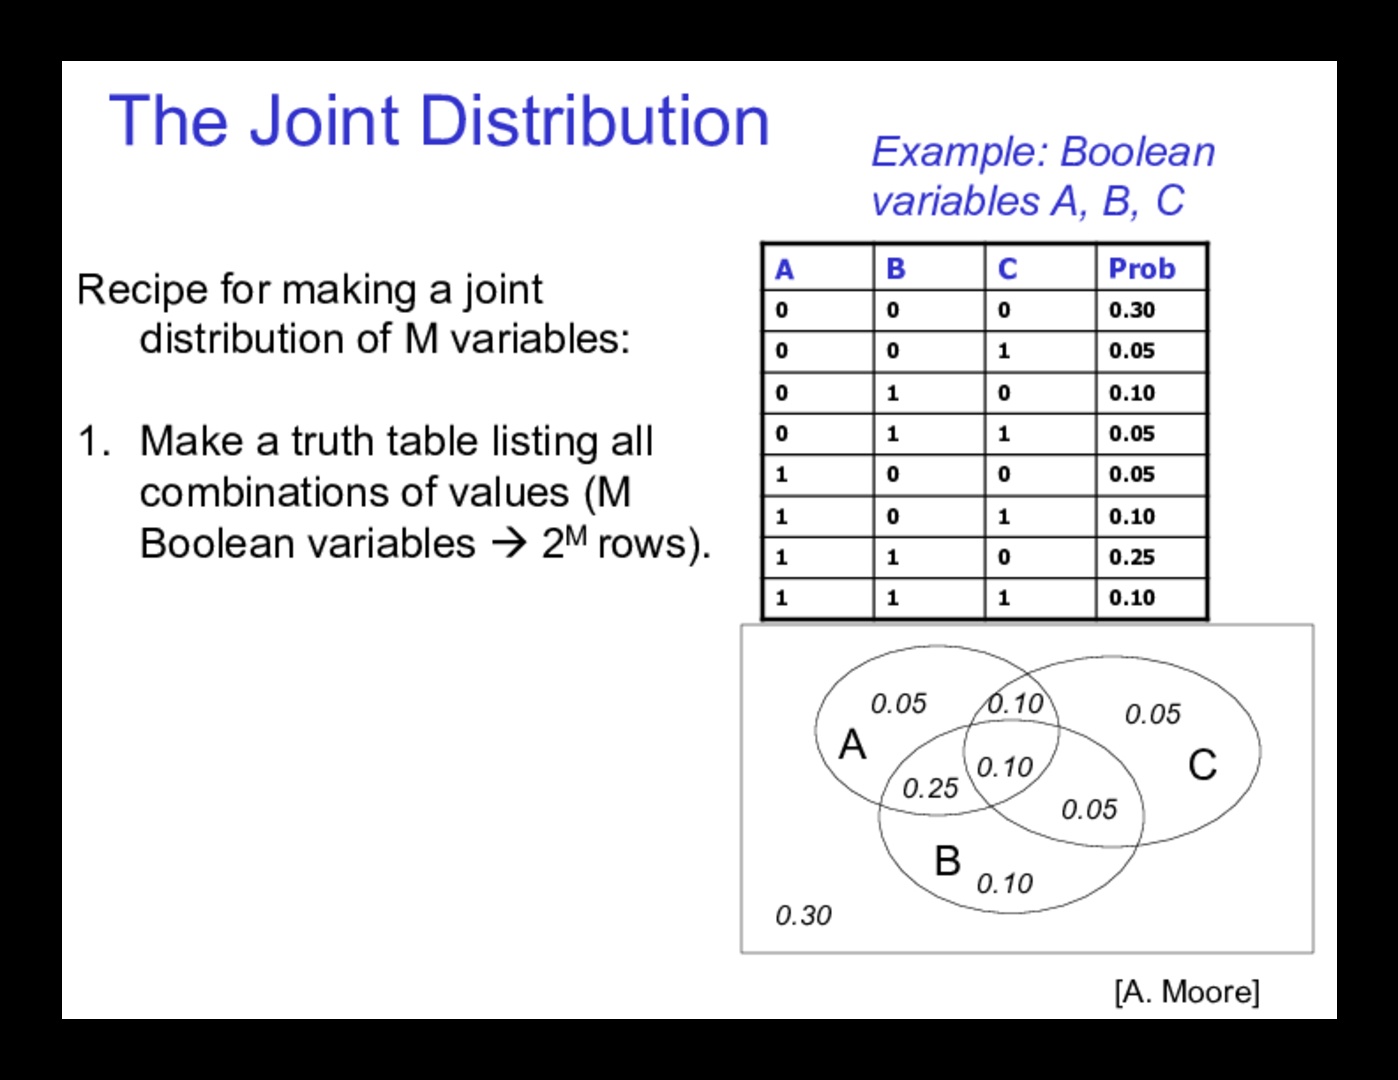 The Joint Distribution
Example: Boolean
variables A, B, C
Recipe for making a joint
distribution of M variables:
1. Make a truth table listing all
combinations of values (M
Boolean variables → 2^M rows).
A B C Prob
0 0 0 0.30
0 0 1 0.05
0 1 0 0.10
0 1 1 0.05
1 0 0 0.05
1 0 1 0.10
1 1 0 0.25
1 1 1 0.10
0.05 0.10 0.05
A C
0.25 0.10
0.05
B 0.10
0.30
[A. Moore]